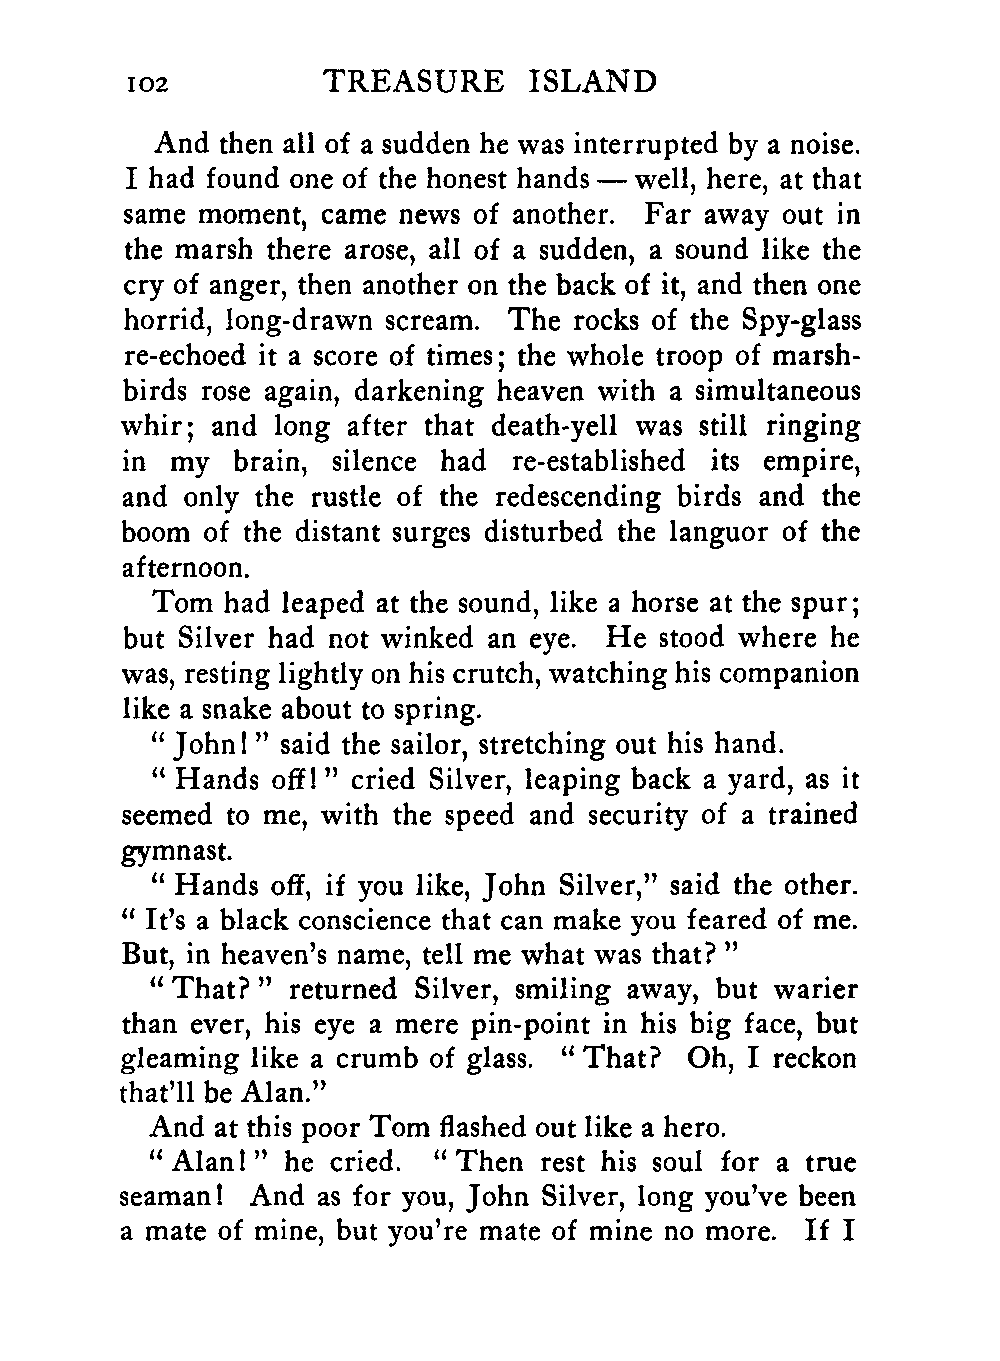 102 TREASURE ISLAND
And then all of a sudden he was interrupted by a noise.
I had found one of the honest hands — well, here, at that
same moment, came news of another. Far away out in
the marsh there arose, all of a sudden, a sound like the
cry of anger, then another on the back of it, and then one
horrid, long-drawn scream. The rocks of the Spy-glass
re-echoed it a score of times; the whole troop of marsh-
birds rose again, darkening heaven with a simultaneous
whir; and long after that death-yell was still ringing
in my brain, silence had re-established its empire,
and only the rustle of the redescending birds and the
boom of the distant surges disturbed the languor of the
afternoon.
Tom had leaped at the sound, like a horse at the spur;
but Silver had not winked an eye. He stood where he
was, resting lightly on his crutch, watching his companion
like a snake about to spring.
“ John! ” said the sailor, stretching out his hand.
“ Hands off! ” cried Silver, leaping back a yard, as it
seemed to me, with the speed and security of a trained
gymnast.
“ Hands off, if you like, John Silver,” said the other.
“ It’s a black conscience that can make you feared of me.
But, in heaven’s name, tell me what was that? ”
“ That? ” returned Silver, smiling away, but warier
than ever, his eye a mere pin-point in his big face, but
gleaming like a crumb of glass. “ That? Oh, I reckon
that’ll be Alan.”
And at this poor Tom flashed out like a hero.
“ Alan! ” he cried. “ Then rest his soul for a true
seaman! And as for you, John Silver, long you’ve been
a mate of mine, but you’re mate of mine no more. If I